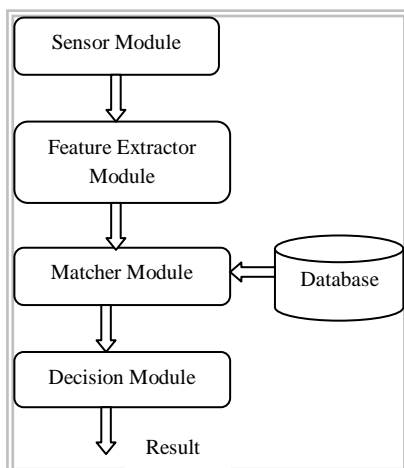 Sensor Module
Feature Extractor
Module
Matcher Module
Database
Decision Module
Result